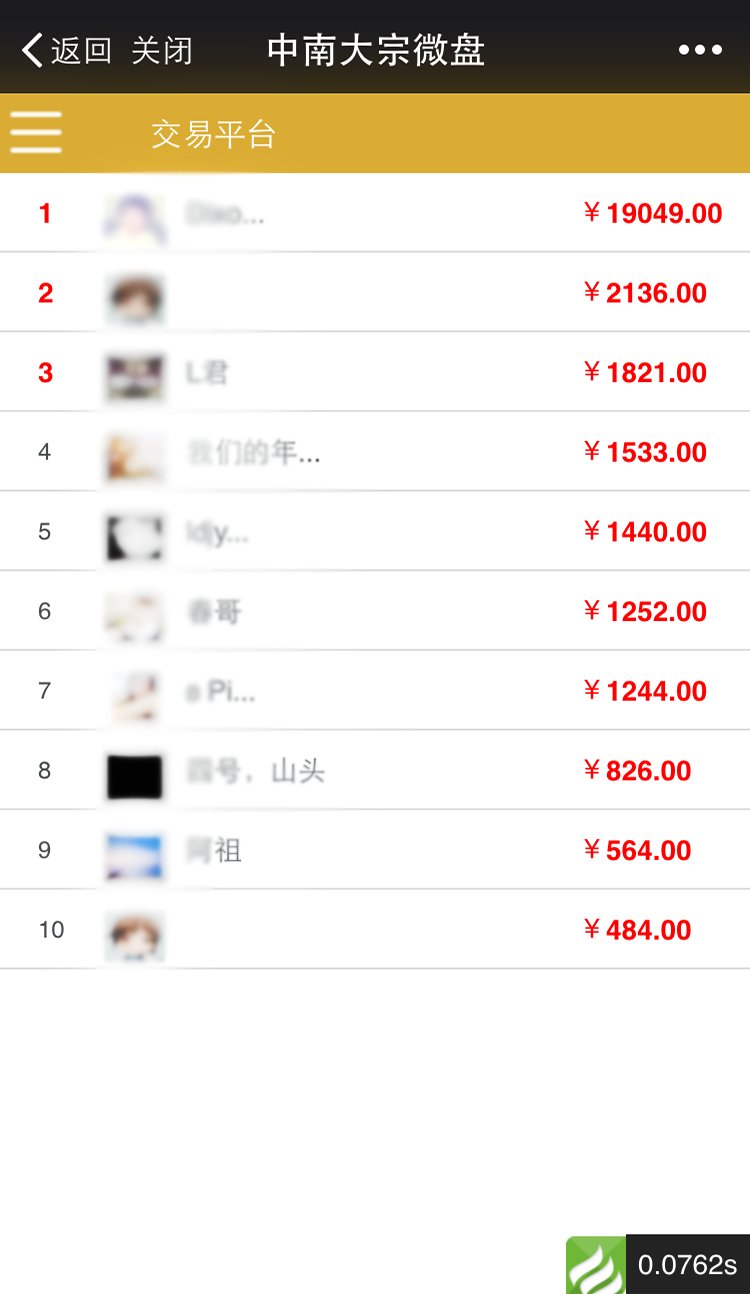 返回 关闭 中南大宗微盘
交易平台
1 ¥19049.00
2 ¥2136.00
3 L君 ¥1821.00
4 我们的年... ¥1533.00
5 ldjy... ¥1440.00
6 春哥 ¥1252.00
7 Pi... ¥1244.00
8 四号，山头 ¥826.00
9 阿祖 ¥564.00
10 ¥484.00
0.0762s